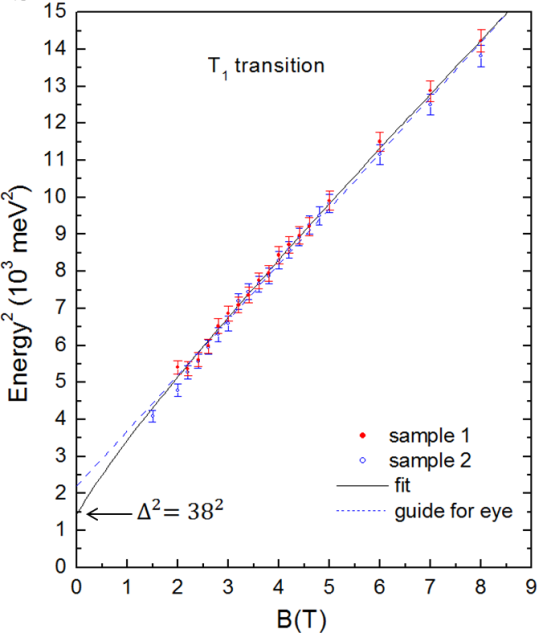 T₁ transition
Energy² (10³ meV²)
15
14
13
12
11
10
9
8
7
6
5
4
3
2
1
0
Δ² = 38²
sample 1
sample 2
fit
guide for eye
0 1 2 3 4 5 6 7 8
B(T)